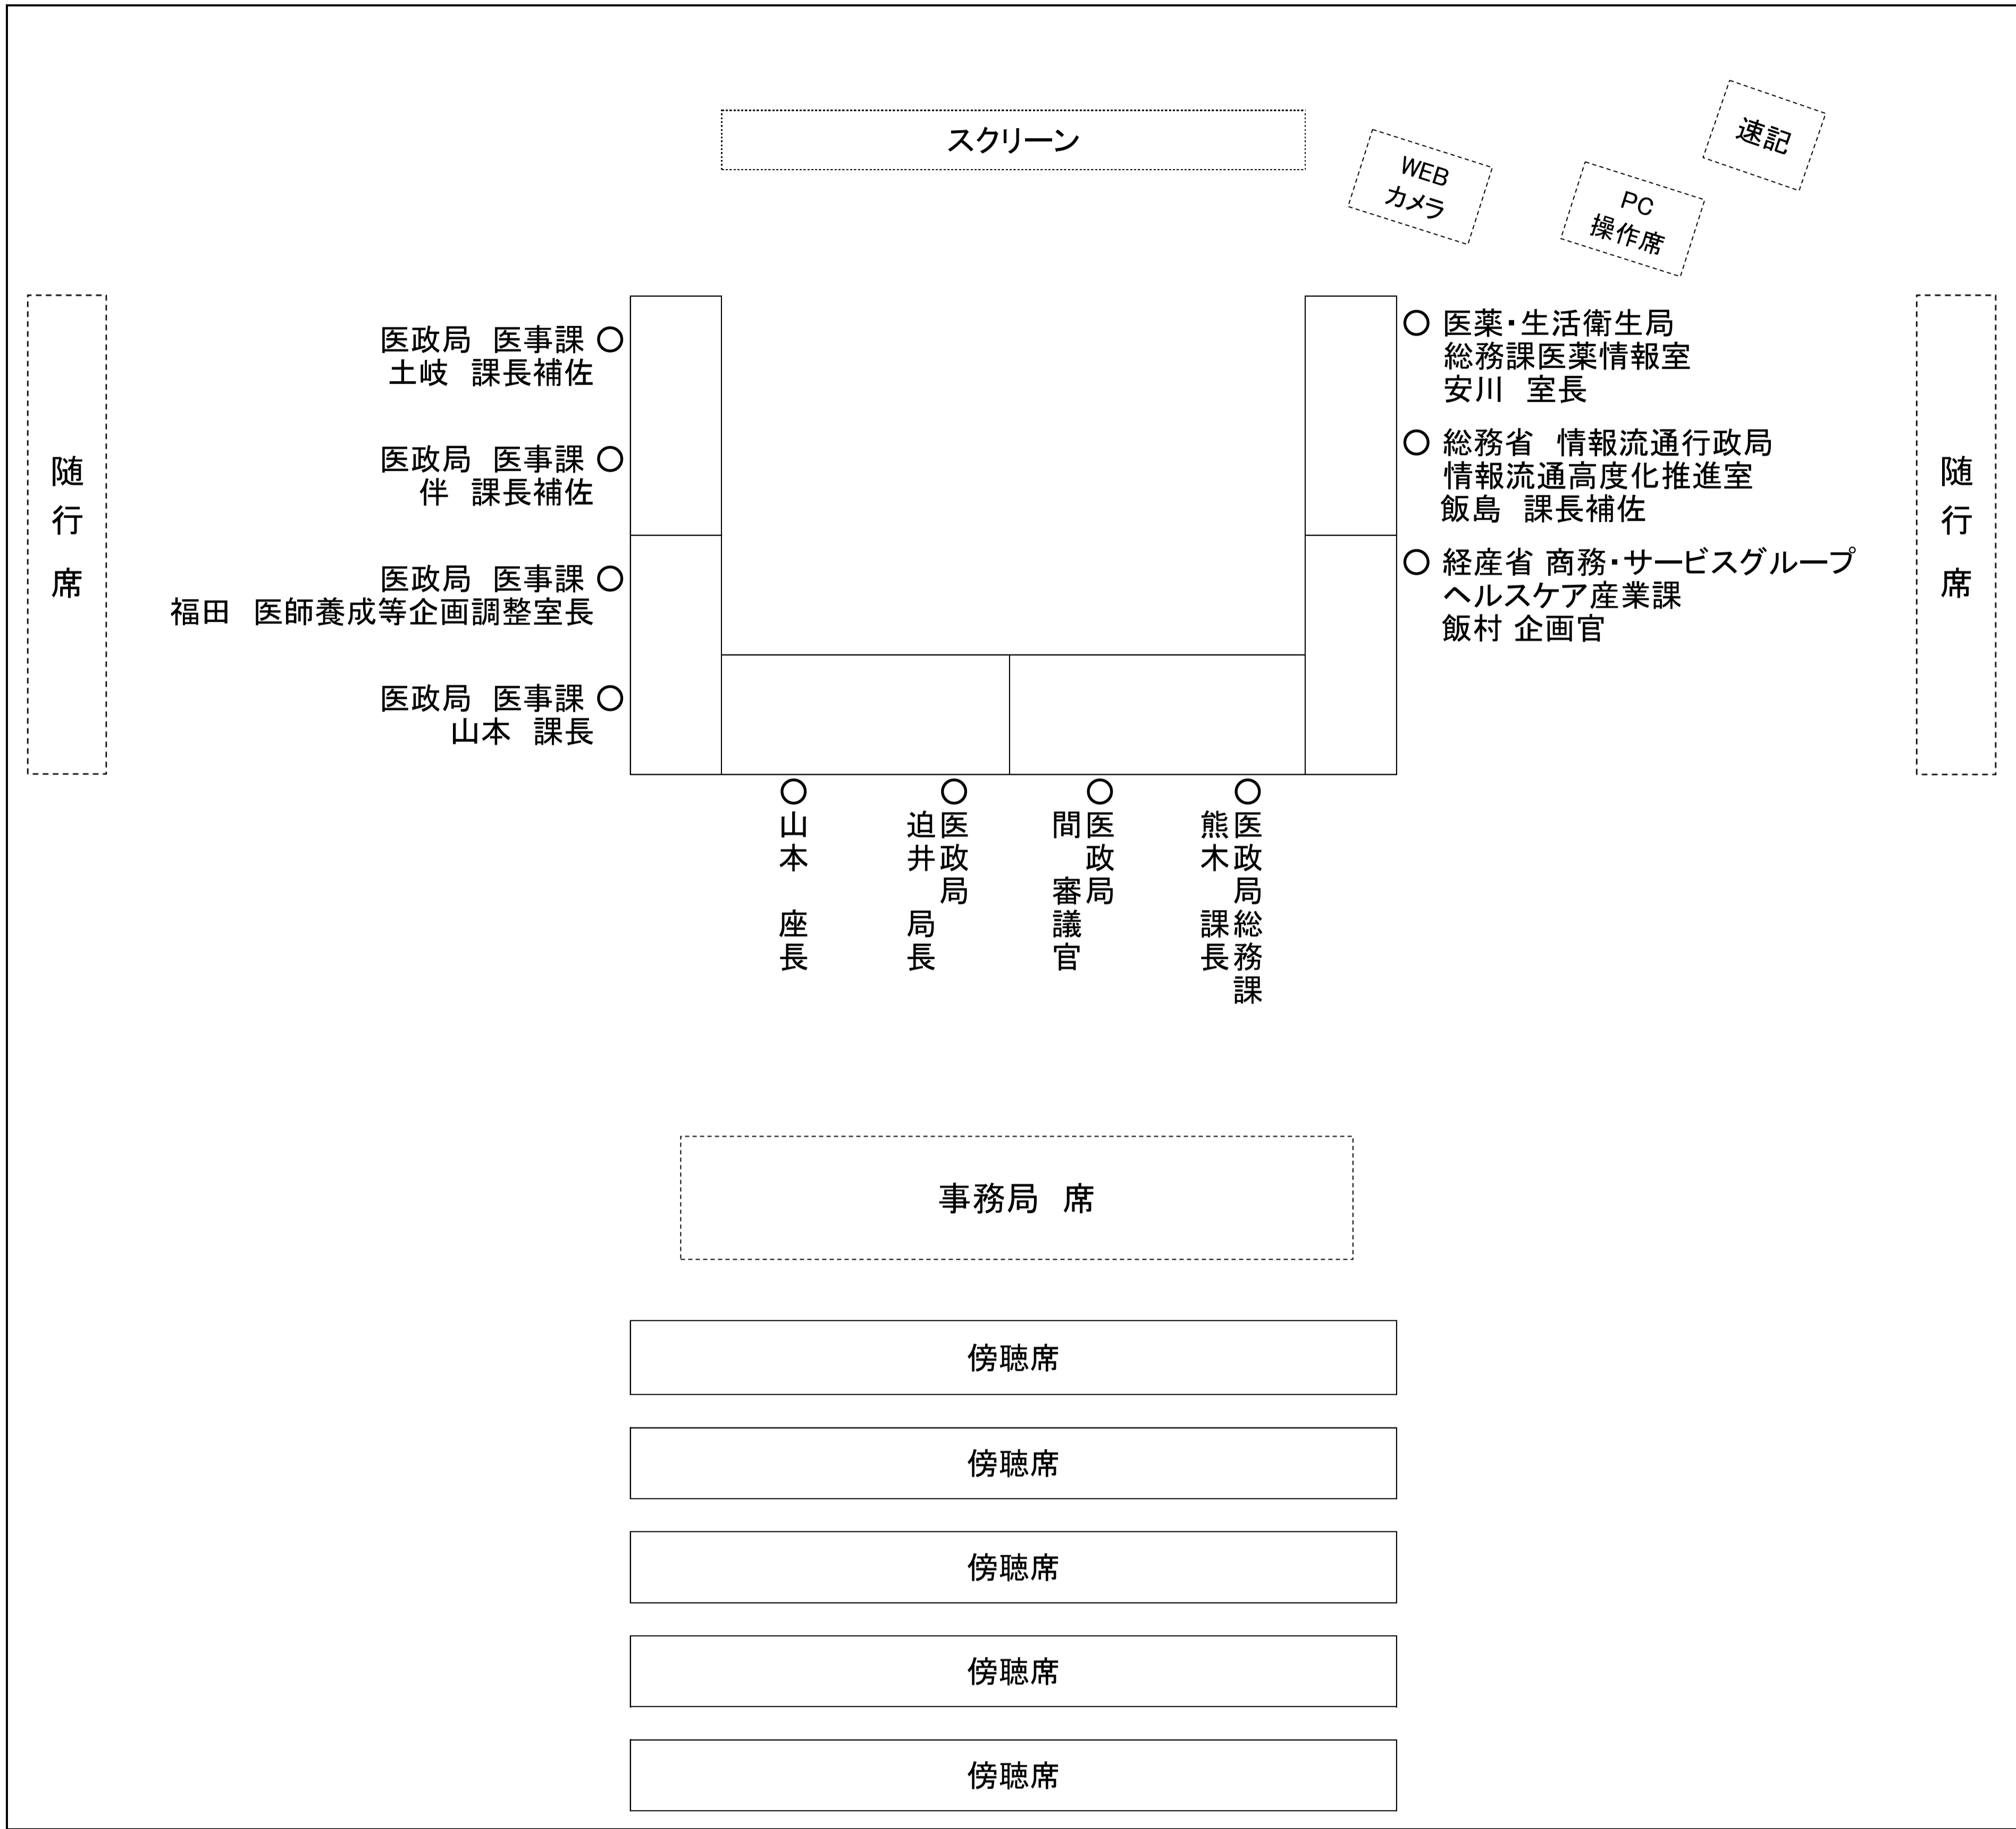 スクリーン
WEB
カメラ
PC
操作席
速記
随行席
医政局　医事課 ○
土岐　課長補佐
医政局　医事課 ○
伴　課長補佐
医政局　医事課 ○
福田　医師養成等企画調整室長
医政局　医事課 ○
山本　課長
○ 医薬・生活衛生局
総務課医薬情報室
安川　室長
○ 総務省　情報流通行政局
情報流通高度化推進室
飯島　課長補佐
○ 経産省 商務・サービスグループ
ヘルスケア産業課
飯村 企画官
随行席
○山本　座長
○医政局
迫井　局長
○医政局
間　審議官
○医政局総務課
熊木　課長
事務局　席
傍聴席
傍聴席
傍聴席
傍聴席
傍聴席